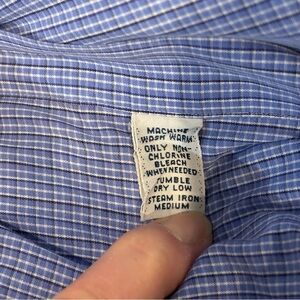 MACHINE
WASH WARM
ONLY NON-
CHLORINE
BLEACH
WHEN NEEDED
TUMBLE
DRY LOW
STEAM IRON
MEDIUM